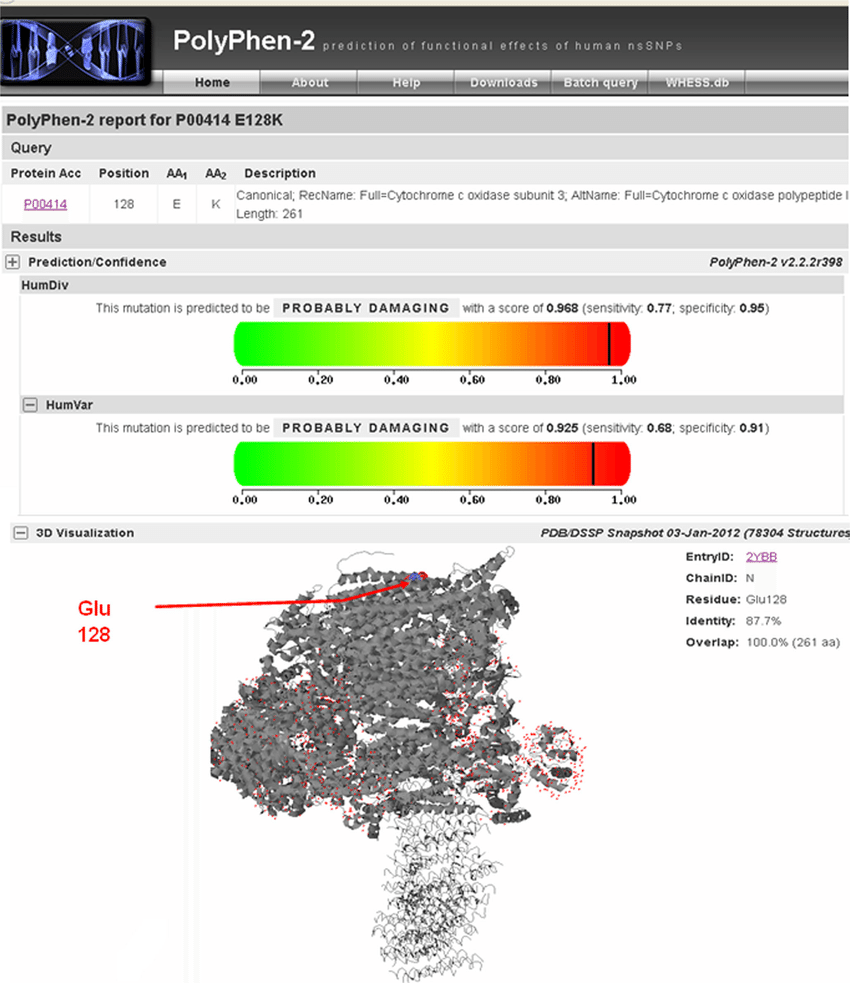 PolyPhen-2 prediction of functional effects of human nsSNPs
Home About Help Downloads Batch query WHESS.db
PolyPhen-2 report for P00414 E128K
Query
Protein Acc Position AA1 AA2 Description
P00414 128 E K Canonical; RecName: Full=Cytochrome c oxidase subunit 3; AltName: Full=Cytochrome c oxidase polypeptide I
Length: 261
Results
+ Prediction/Confidence PolyPhen-2 v2.2.2r398
HumDiv
This mutation is predicted to be PROBABLY DAMAGING with a score of 0.968 (sensitivity: 0.77; specificity: 0.95)
0.00 0.20 0.40 0.60 0.80 1.00
− HumVar
This mutation is predicted to be PROBABLY DAMAGING with a score of 0.925 (sensitivity: 0.68; specificity: 0.91)
0.00 0.20 0.40 0.60 0.80 1.00
− 3D Visualization PDB/DSSP Snapshot 03-Jan-2012 (78304 Structures
EntryID: 2YBB
ChainID: N
Residue: Glu128
Identity: 87.7%
Overlap: 100.0% (261 aa)
Glu
128